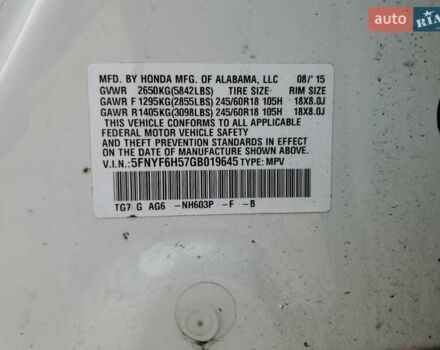 AUTO
RIA
MFD. BY HONDA MFG. OF ALABAMA, LLC 08/'15
GVWR 2650KG(5842LBS) TIRE SIZE RIM SIZE
GAWR F 1295KG(2855LBS) 245/60R18 105H 18X8.0J
GAWR R 1405KG(3098LBS) 245/60R18 105H 18X8.0J
THIS VEHICLE CONFORMS TO ALL APPLICABLE
FEDERAL MOTOR VEHICLE SAFETY AND
THEFT PREVENTION STANDARDS IN EFFECT ON
THE DATE OF MANUFACTURE SHOWN ABOVE.
V.I.N.: 5FNYF6H57GB019645 TYPE: MPV
TG7 G AG6 -NH603P -F -B